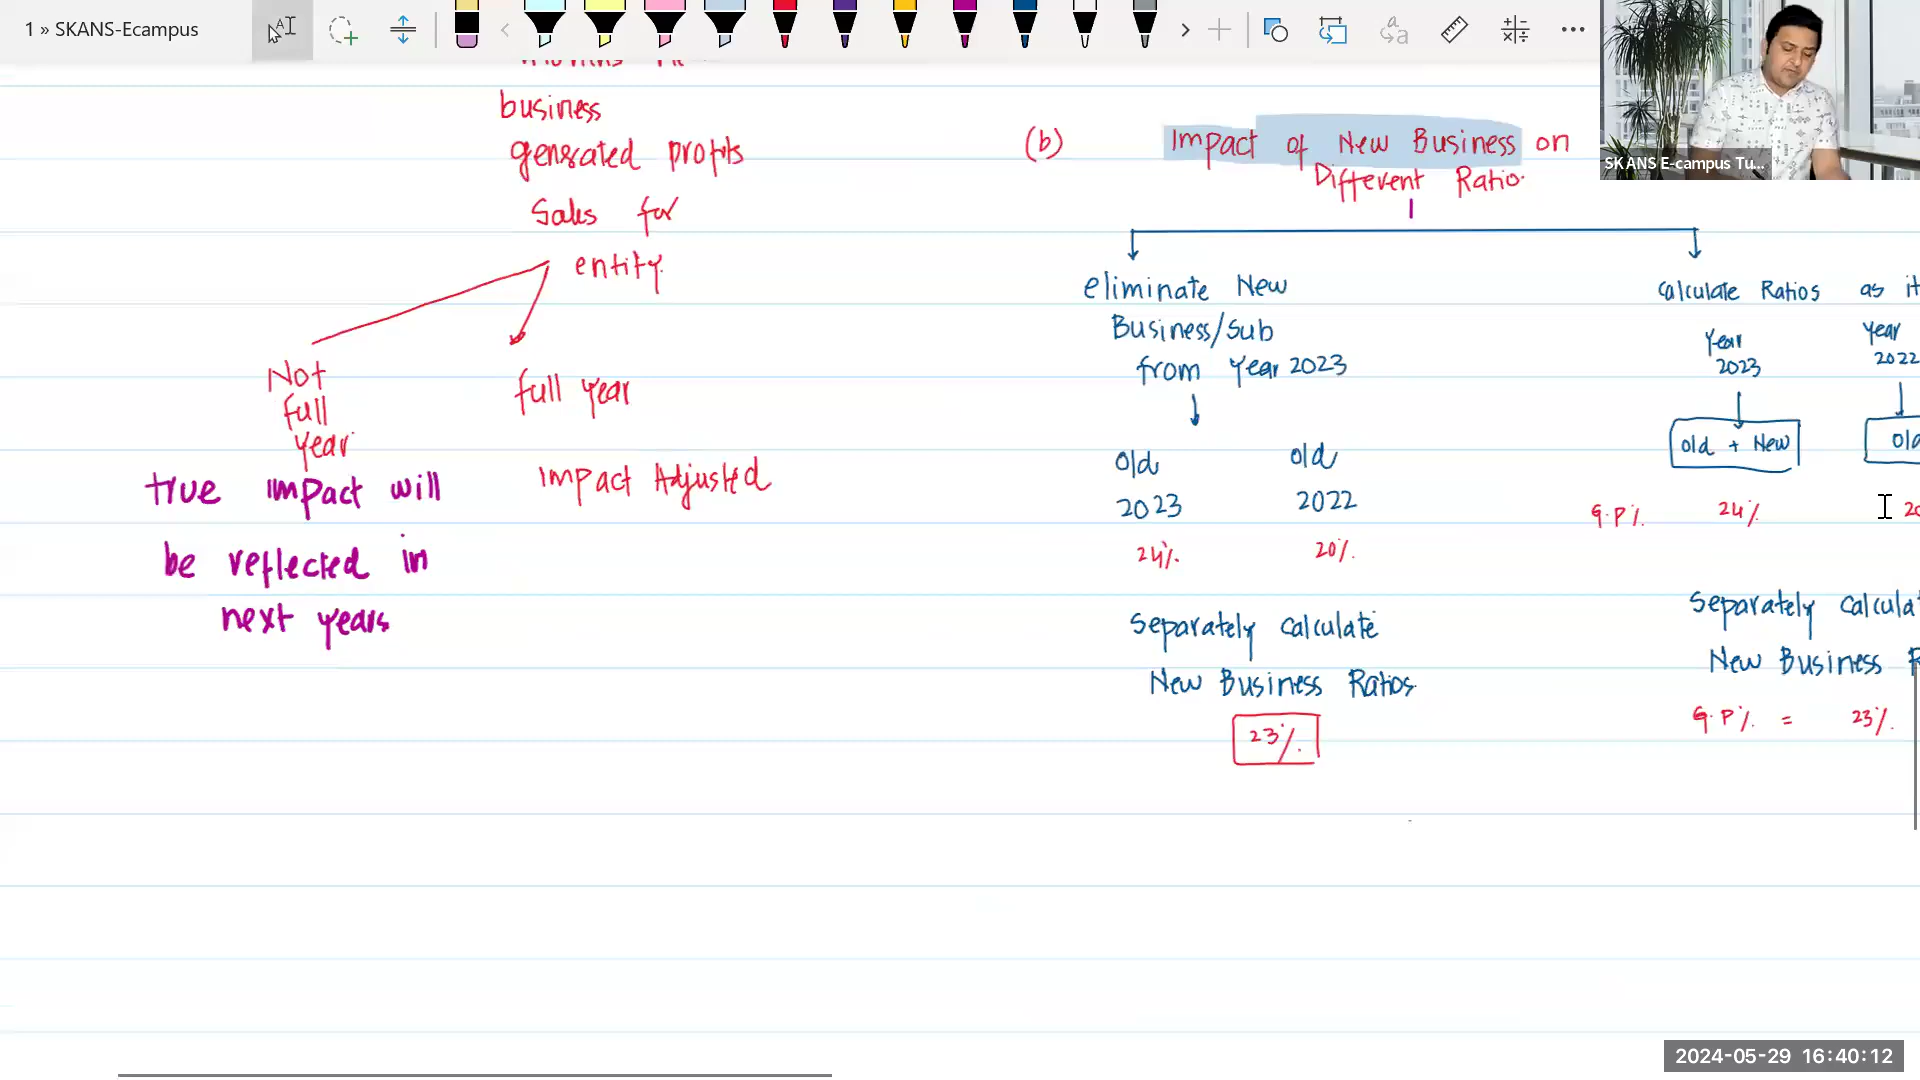 1 » SKANS-Ecampus
business
generated profits
Sales for
entity
Not
full
year
full year
true impact will
Impact Adjusted
be reflected in
next years
(b) Impact of New Business on
Different Ratio.
eliminate New
Business/sub
from Year 2023
Old Old
2023 2022
24% 20%
Separately calculate
New Business Ratios.
23%
Calculate Ratios as it
Year
2023
Year
2022
Old + New
Old
G.P% 24%
Separately
New Business
G.P% = 23%
SKANS E-campus Tu...
2024-05-29 16:40:12